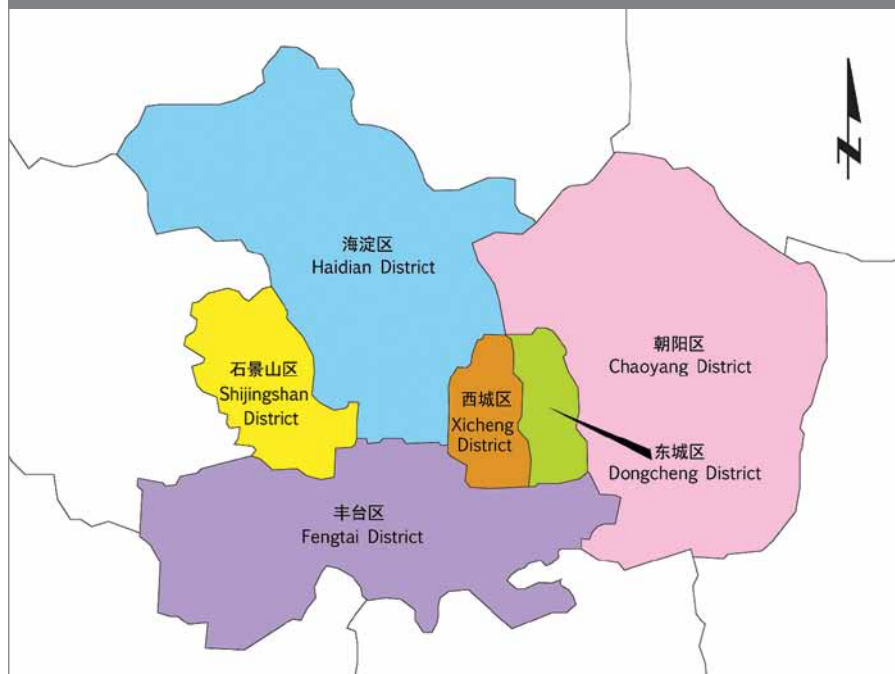 海淀区
Haidian District
朝阳区
Chaoyang District
石景山区
Shijingshan
District
西城区
Xicheng
District
东城区
Dongcheng District
丰台区
Fengtai District
N